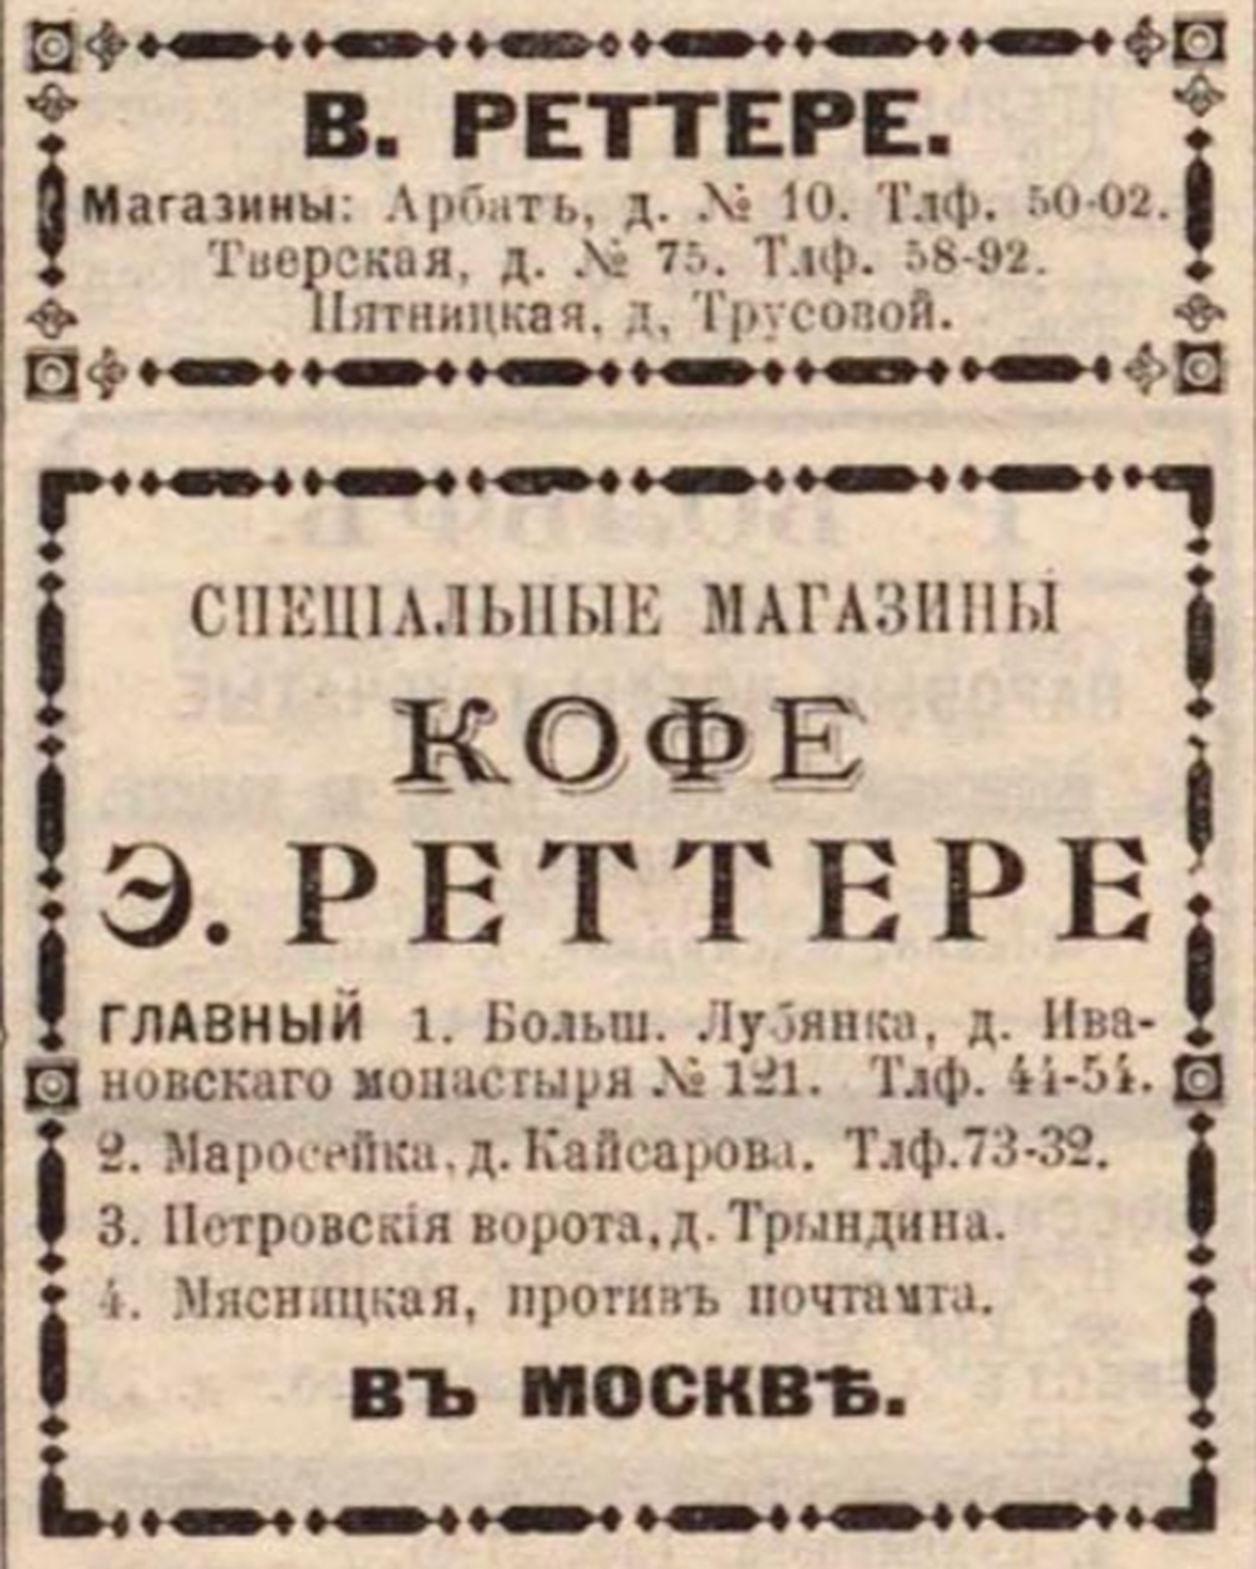 В. РЕТТЕРЕ.
Магазины: Арбатъ, д. № 10. Тлф. 50-02.
Тверская, д. № 75. Тлф. 58-92.
Пятницкая, д, Трусовой.
СПЕЦІАЛЬНЫЕ МАГАЗИНЫ
КОФЕ
Э. РЕТТЕРЕ
ГЛАВНЫЙ 1. Больш. Лубянка, д. Ива-
новскаго монастыря № 121. Тлф. 44-54.
2. Маросейка, д. Кайсарова. Тлф. 73-32.
3. Петровскія ворота, д. Трындина.
4. Мясницкая, противъ почтамта.
ВЪ МОСКВѢ.